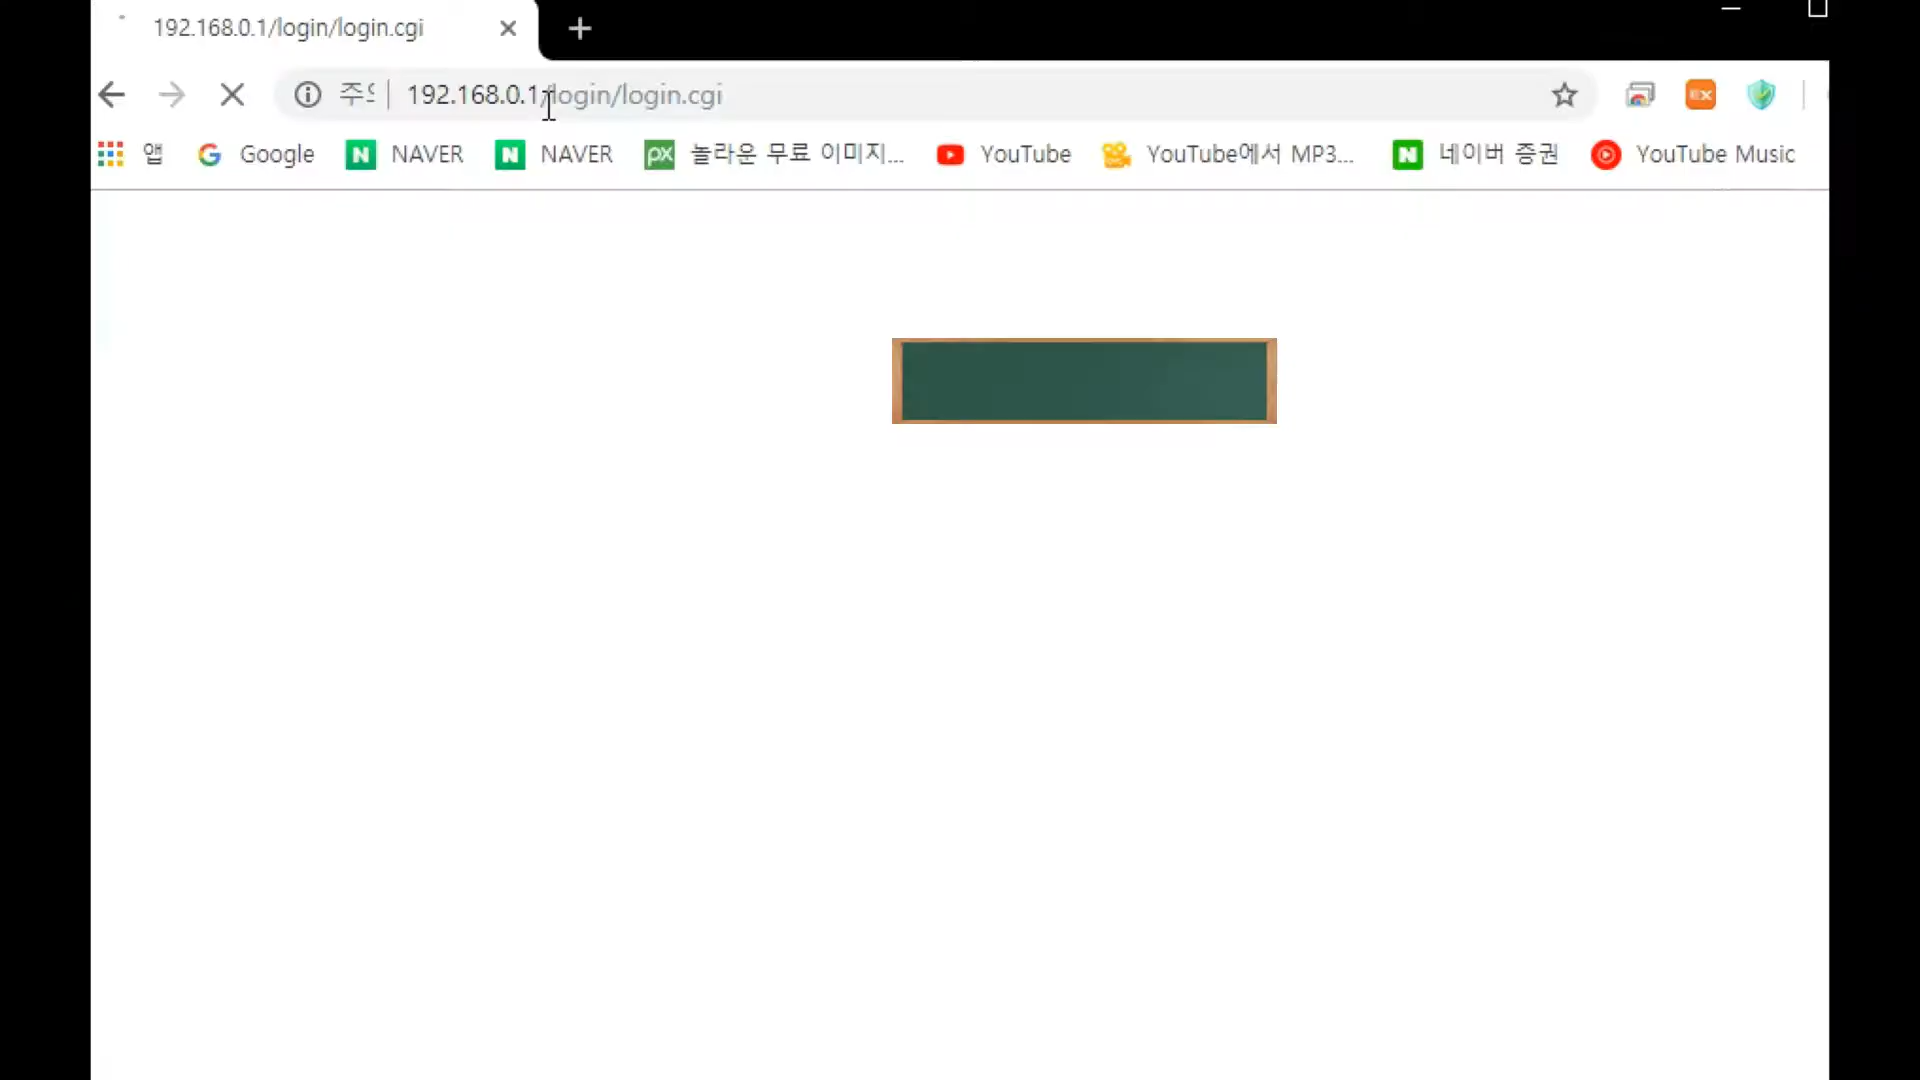 192.168.0.1/login/login.cgi
192.168.0.1/login/login.cgi
EX
앱 Google NAVER NAVER px 놀라운 무료 이미지... YouTube YouTube에서 MP3... 네이버 증권 YouTube Music